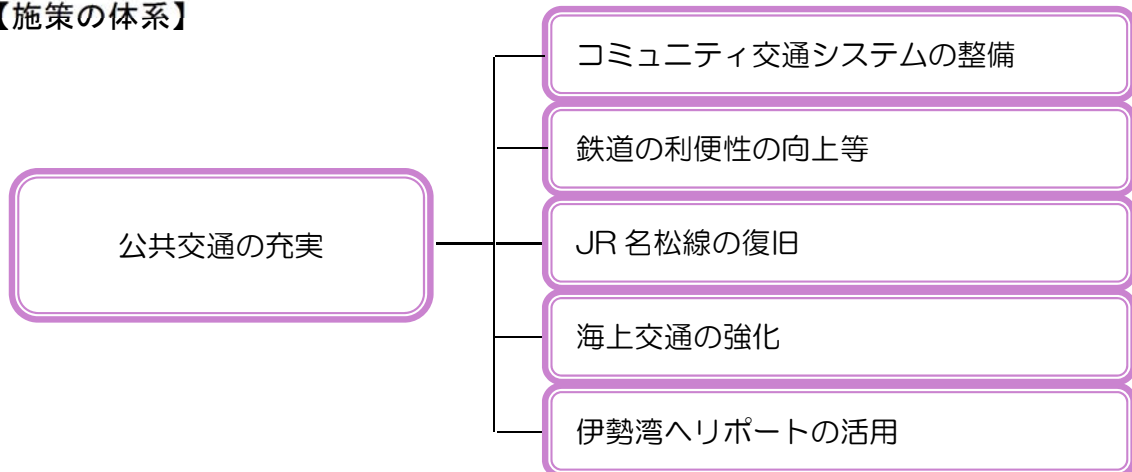 【施策の体系】
コミュニティ交通システムの整備
鉄道の利便性の向上等
公共交通の充実
JR 名松線の復旧
海上交通の強化
伊勢湾ヘリポートの活用